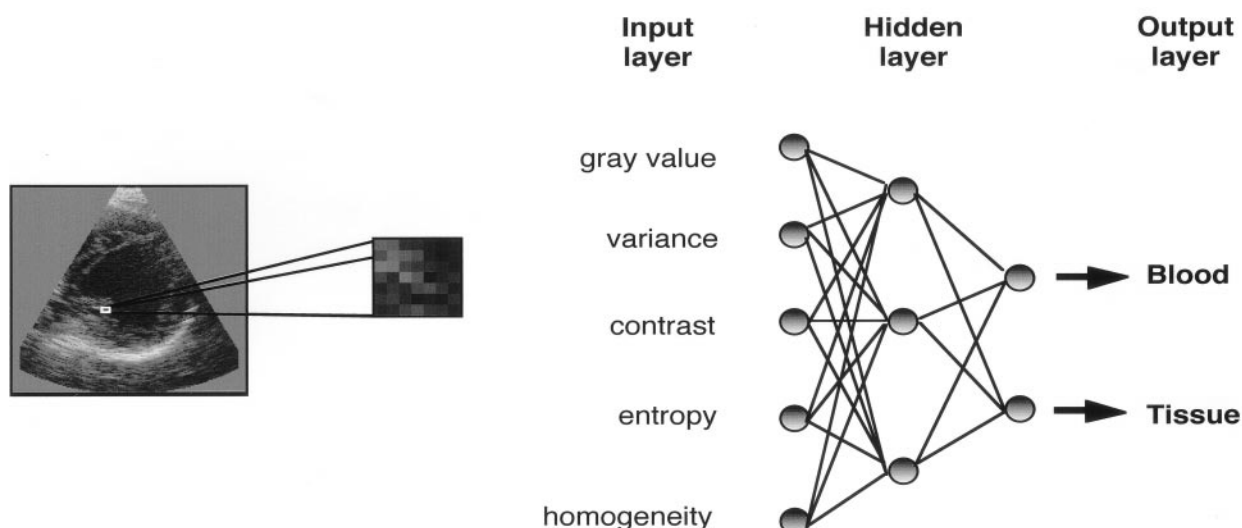 Input
layer
Hidden
layer
Output
layer
gray value
variance
contrast
entropy
homogeneity
Blood
Tissue